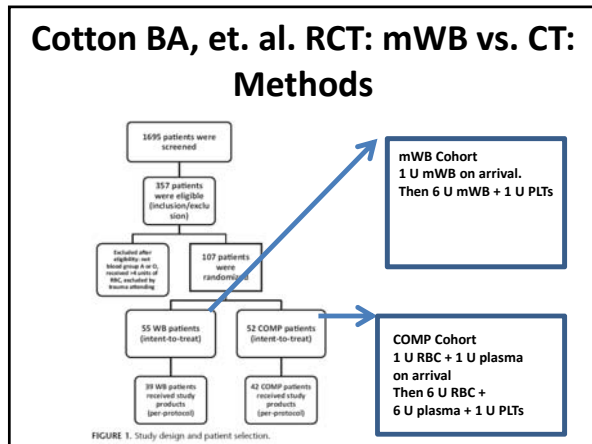 Cotton BA, et. al. RCT: mWB vs. CT:
Methods
1695 patients were
screened
357 patients
were eligible
(inclusion/exclu
sion)
Excluded after
eligibility: not
blood group A or O,
received >4 units of
RBC, excluded by
trauma attending
107 patients
were
randomized
55 WB patients
(intent-to-treat)
52 COMP patients
(intent-to-treat)
39 WB patients
received study
products
(per-protocol)
42 COMP patients
received study
products
(per-protocol)
FIGURE 1. Study design and patient selection.
mWB Cohort
1 U mWB on arrival.
Then 6 U mWB + 1 U PLTs
COMP Cohort
1 U RBC + 1 U plasma
on arrival
Then 6 U RBC +
6 U plasma + 1 U PLTs